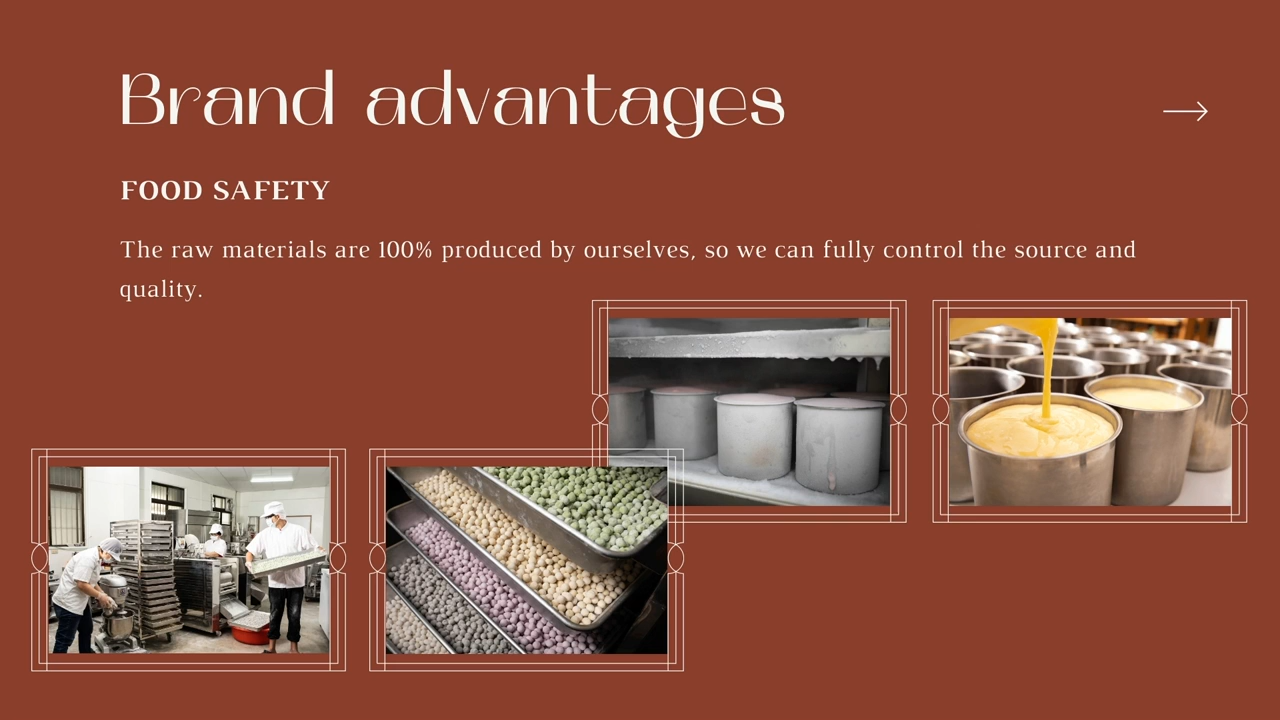 Brand advantages
FOOD SAFETY
The raw materials are 100% produced by ourselves, so we can fully control the source and
quality.